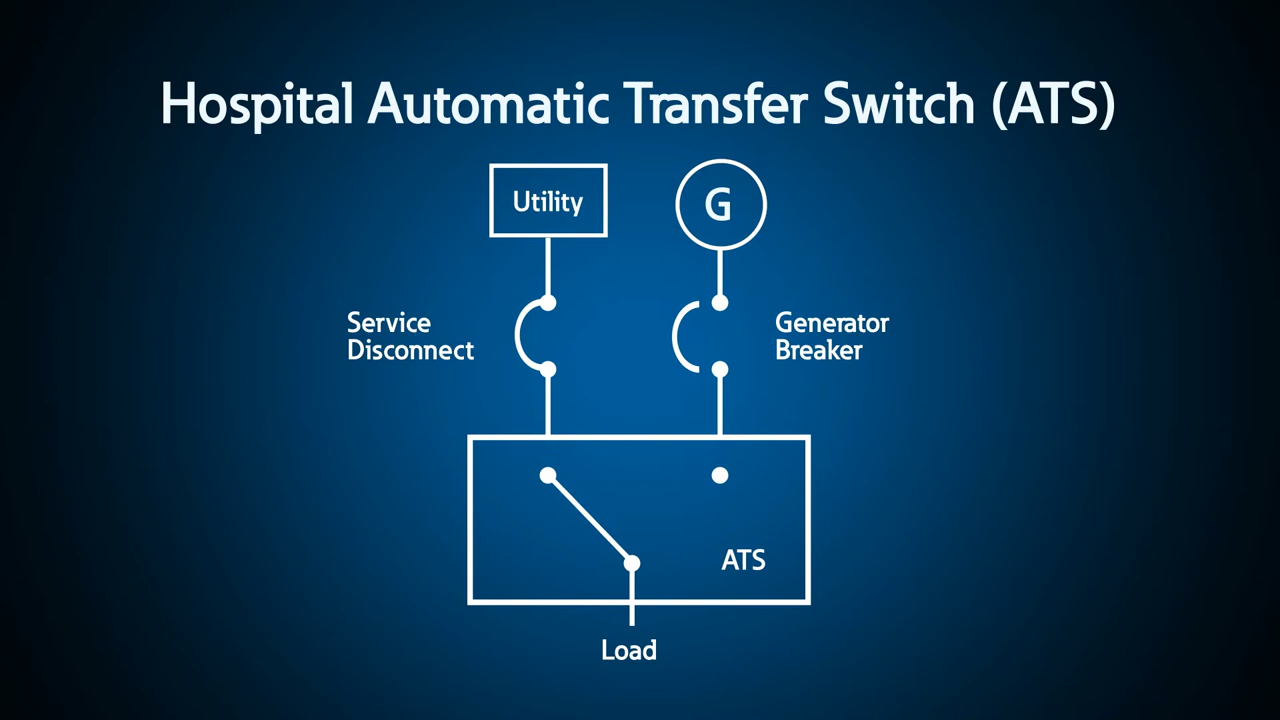 Hospital Automatic Transfer Switch (ATS)
Utility
G
Service
Disconnect
Generator
Breaker
ATS
Load